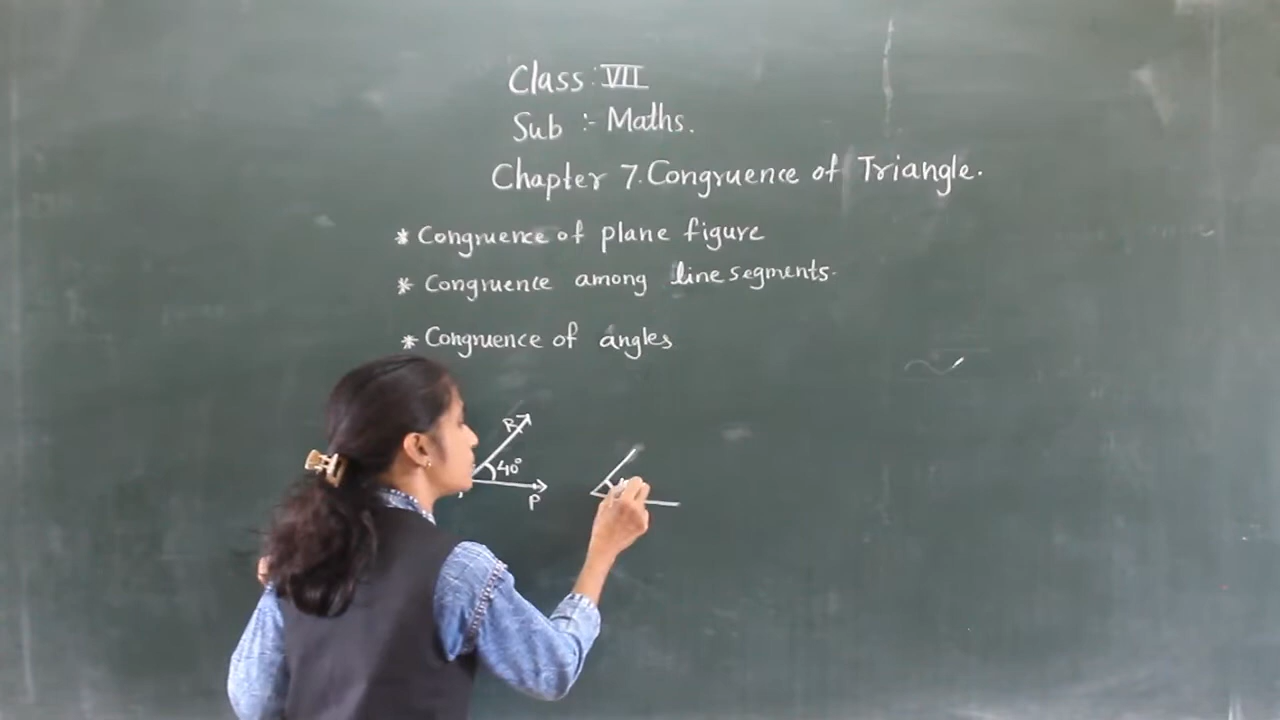 Class : VII
Sub :- Maths.
Chapter 7. Congruence of Triangle.
* Congruence of plane figure
* Congruence among line segments.
* Congruence of angles
R
40°
P